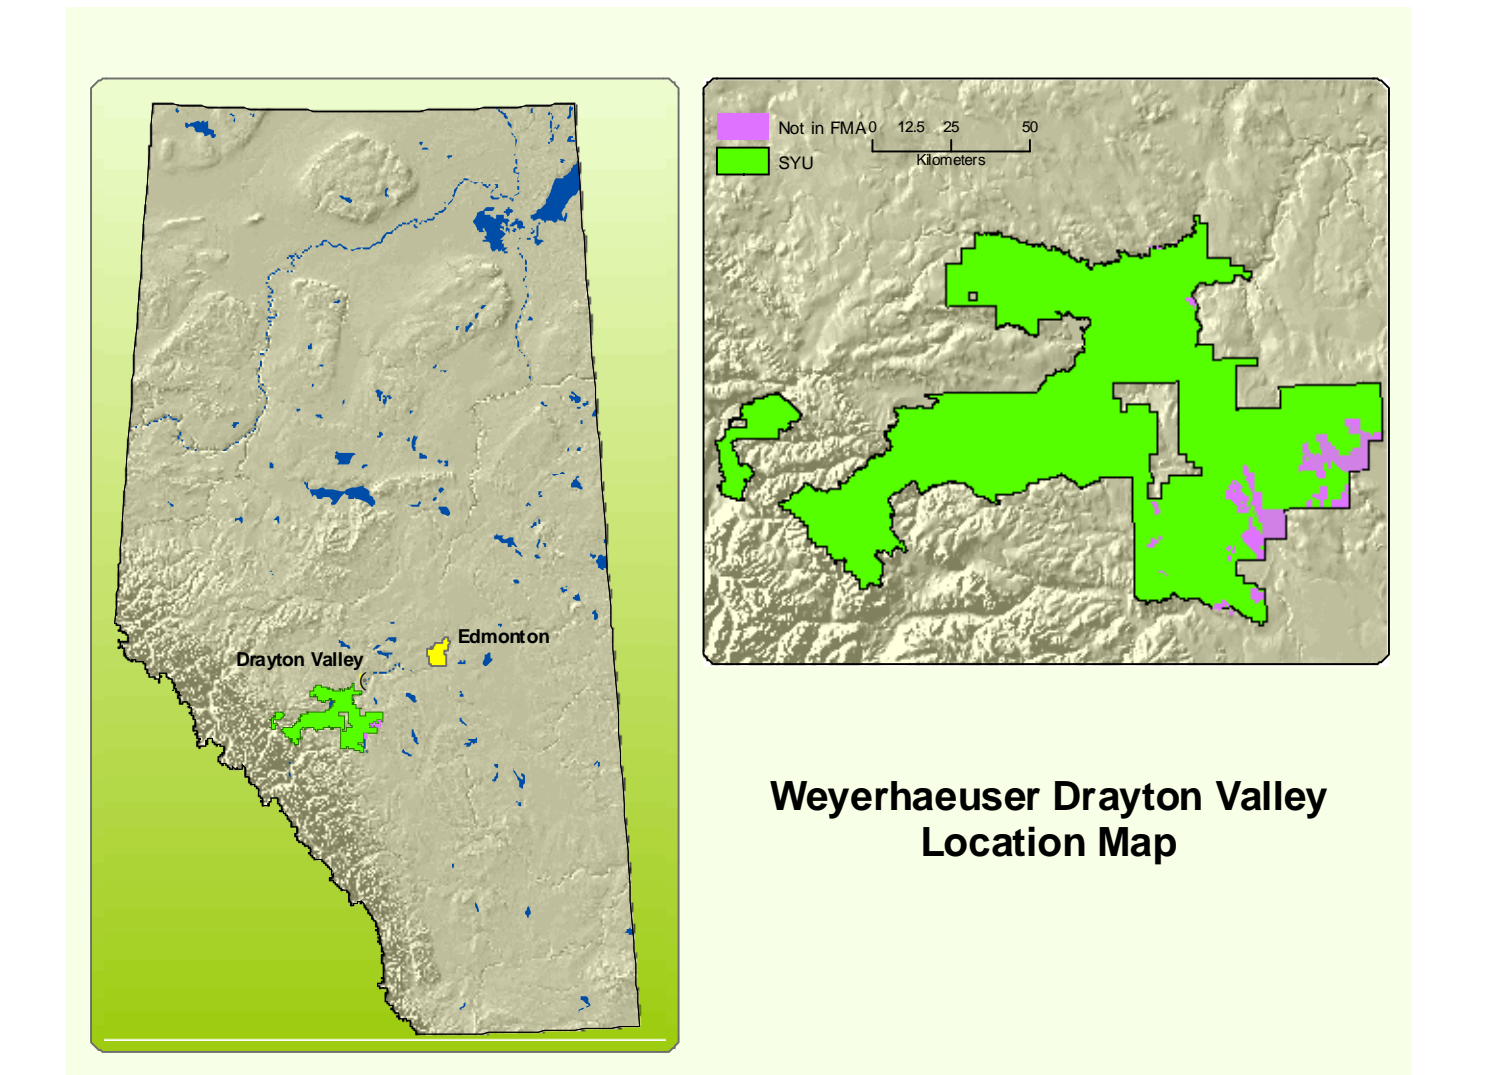 Not in FMA
SYU
0 12.5 25 50
Kilometers
Edmonton
Drayton Valley
Weyerhaeuser Drayton Valley
Location Map